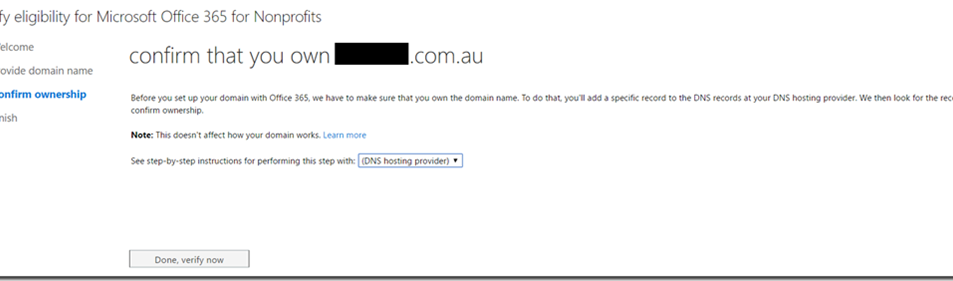 fy eligibility for Microsoft Office 365 for Nonprofits
elcome
confirm that you own .com.au
ovide domain name
onfirm ownership
Before you set up your domain with Office 365, we have to make sure that you own the domain name. To do that, you'll add a specific record to the DNS records at your DNS hosting provider. We then look for the rec
confirm ownership.
nish
Note: This doesn't affect how your domain works. Learn more
See step-by-step instructions for performing this step with: (DNS hosting provider)
Done, verify now